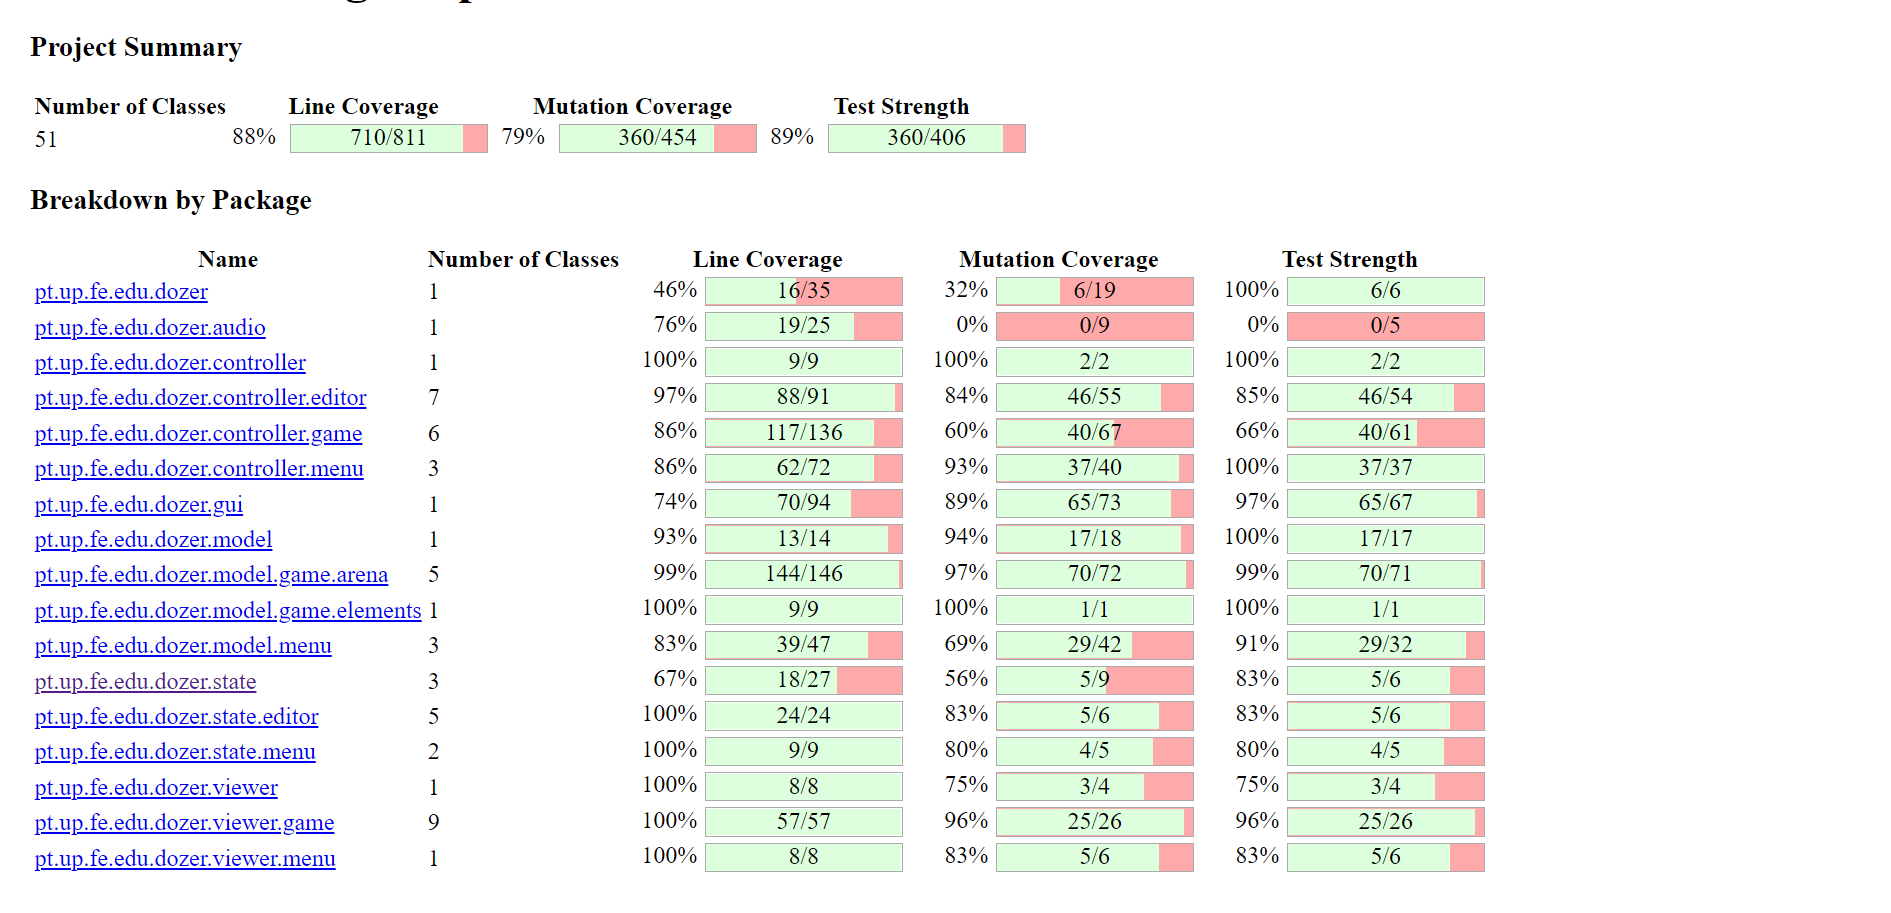 Project Summary
Number of Classes Line Coverage Mutation Coverage Test Strength
51 88% 710/811 79% 360/454 89% 360/406
Breakdown by Package
Name Number of Classes Line Coverage Mutation Coverage Test Strength
pt.up.fe.edu.dozer 1 46% 16/35 32% 6/19 100% 6/6
pt.up.fe.edu.dozer.audio 1 76% 19/25 0% 0/9 0% 0/5
pt.up.fe.edu.dozer.controller 1 100% 9/9 100% 2/2 100% 2/2
pt.up.fe.edu.dozer.controller.editor 7 97% 88/91 84% 46/55 85% 46/54
pt.up.fe.edu.dozer.controller.game 6 86% 117/136 60% 40/67 66% 40/61
pt.up.fe.edu.dozer.controller.menu 3 86% 62/72 93% 37/40 100% 37/37
pt.up.fe.edu.dozer.gui 1 74% 70/94 89% 65/73 97% 65/67
pt.up.fe.edu.dozer.model 1 93% 13/14 94% 17/18 100% 17/17
pt.up.fe.edu.dozer.model.game.arena 5 99% 144/146 97% 70/72 99% 70/71
pt.up.fe.edu.dozer.model.game.elements 1 100% 9/9 100% 1/1 100% 1/1
pt.up.fe.edu.dozer.model.menu 3 83% 39/47 69% 29/42 91% 29/32
pt.up.fe.edu.dozer.state 3 67% 18/27 56% 5/9 83% 5/6
pt.up.fe.edu.dozer.state.editor 5 100% 24/24 83% 5/6 83% 5/6
pt.up.fe.edu.dozer.state.menu 2 100% 9/9 80% 4/5 80% 4/5
pt.up.fe.edu.dozer.viewer 1 100% 8/8 75% 3/4 75% 3/4
pt.up.fe.edu.dozer.viewer.game 9 100% 57/57 96% 25/26 96% 25/26
pt.up.fe.edu.dozer.viewer.menu 1 100% 8/8 83% 5/6 83% 5/6